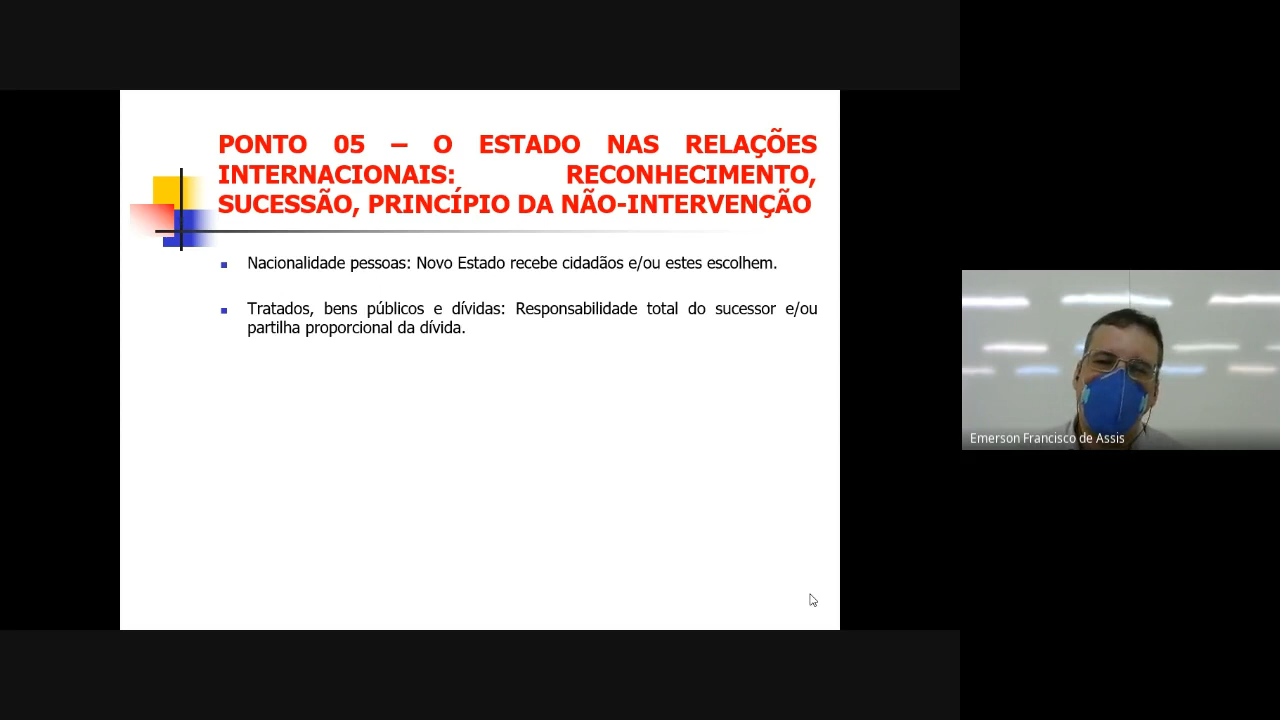 PONTO 05 – O ESTADO NAS RELAÇÕES
INTERNACIONAIS: RECONHECIMENTO,
SUCESSÃO, PRINCÍPIO DA NÃO-INTERVENÇÃO
Nacionalidade pessoas: Novo Estado recebe cidadãos e/ou estes escolhem.
Tratados, bens públicos e dívidas: Responsabilidade total do sucessor e/ou
partilha proporcional da dívida.
Emerson Francisco de Assis